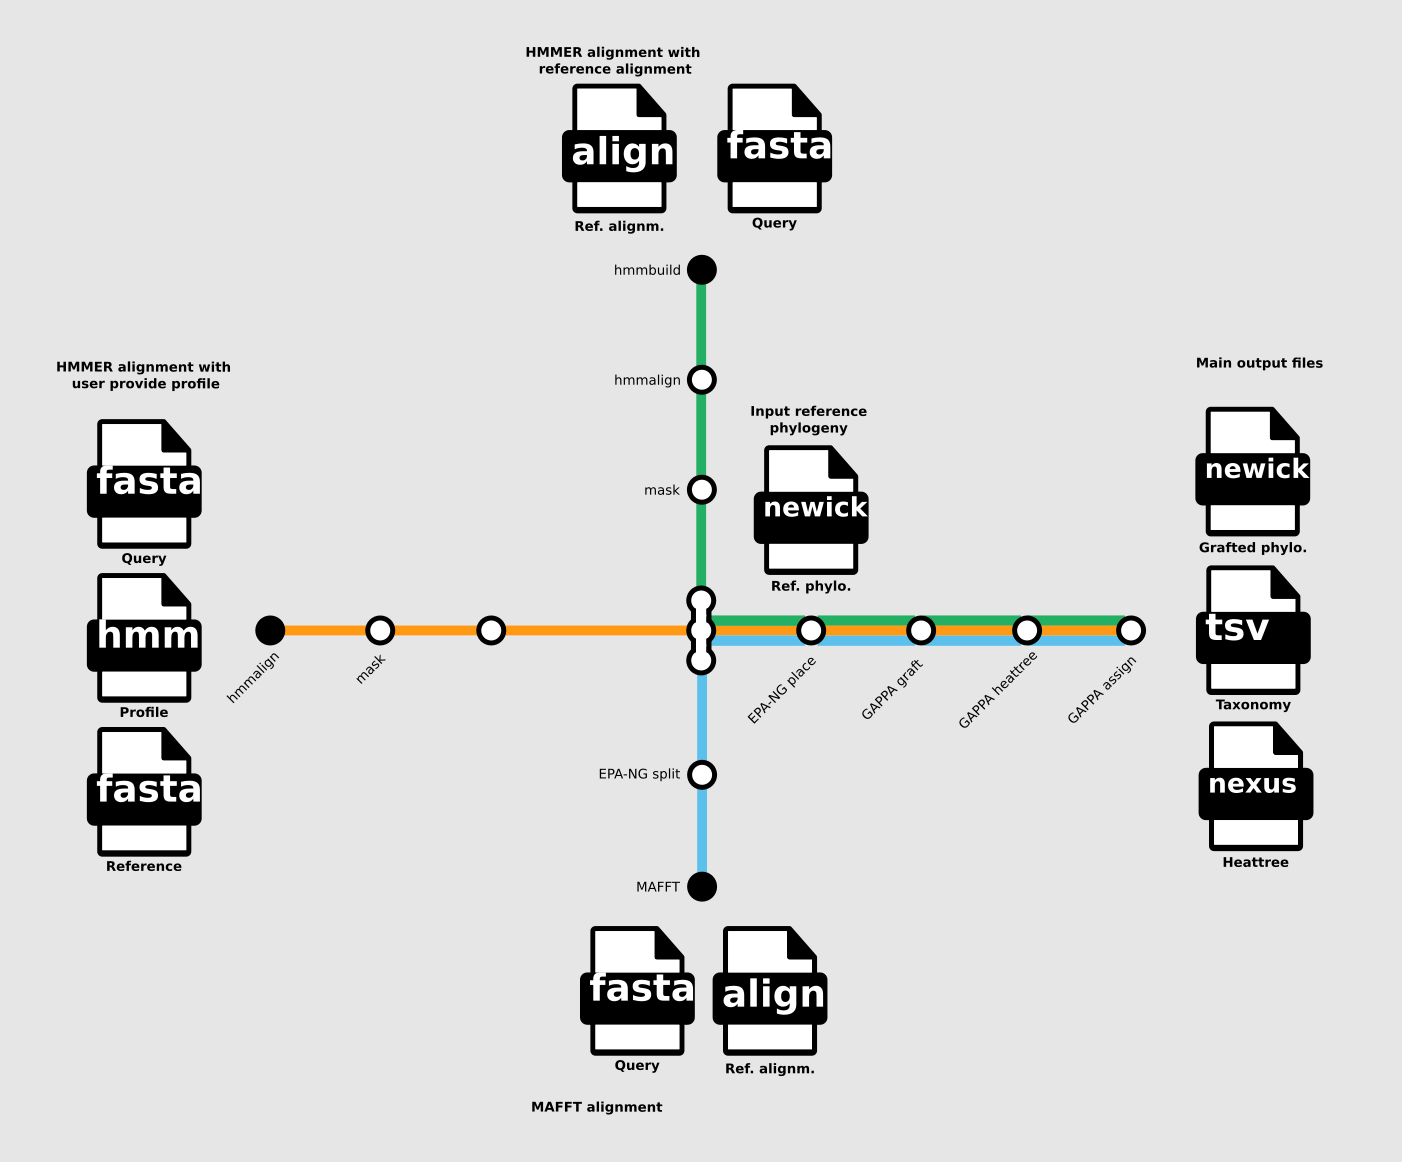 HMMER alignment with
reference alignment
align
fasta
Ref. alignm.
Query
hmmbuild
hmmalign
mask
Input reference
phylogeny
newick
Ref. phylo.
HMMER alignment with
user provide profile
fasta
Query
hmm
Profile
fasta
Reference
hmmalign
mask
EPA-NG place
GAPPA graft
GAPPA heattree
GAPPA assign
Main output files
newick
Grafted phylo.
tsv
Taxonomy
nexus
Heattree
EPA-NG split
MAFFT
fasta
align
Query
Ref. alignm.
MAFFT alignment